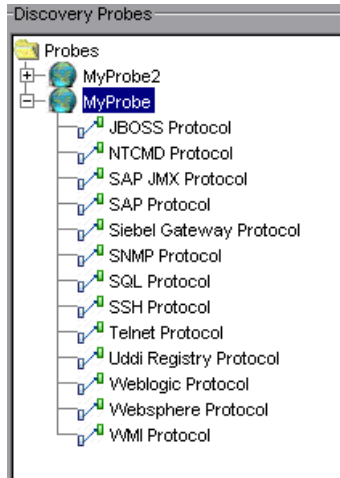 Discovery Probes
Probes
MyProbe2
MyProbe
JBOSS Protocol
NTCMD Protocol
SAP JMX Protocol
SAP Protocol
Siebel Gateway Protocol
SNMP Protocol
SQL Protocol
SSH Protocol
Telnet Protocol
Uddi Registry Protocol
Weblogic Protocol
Websphere Protocol
WMI Protocol